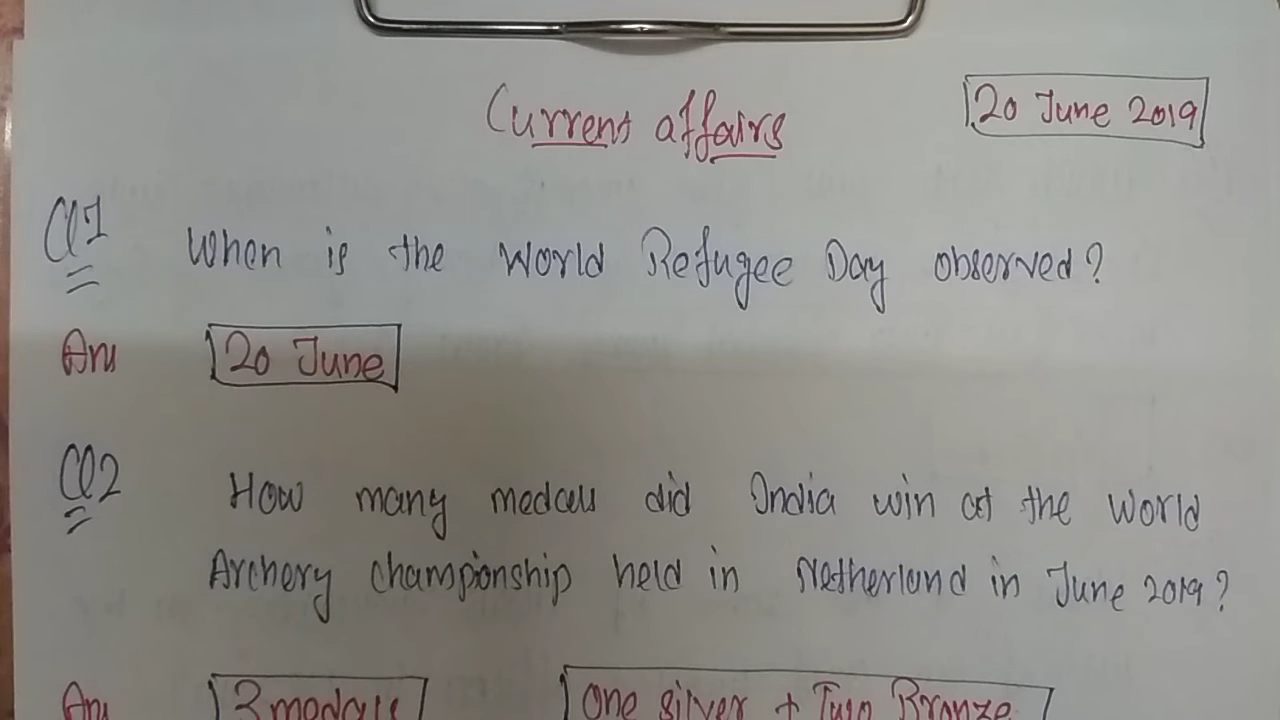 Current affairs
20 June 2019
Q1 When is the World Refugee Day observed?
Ans 20 June
Q2 How many medals did India win at the World
Archery championship held in Netherland in June 2019?
Ans 3 medals One silver + Two Bronze